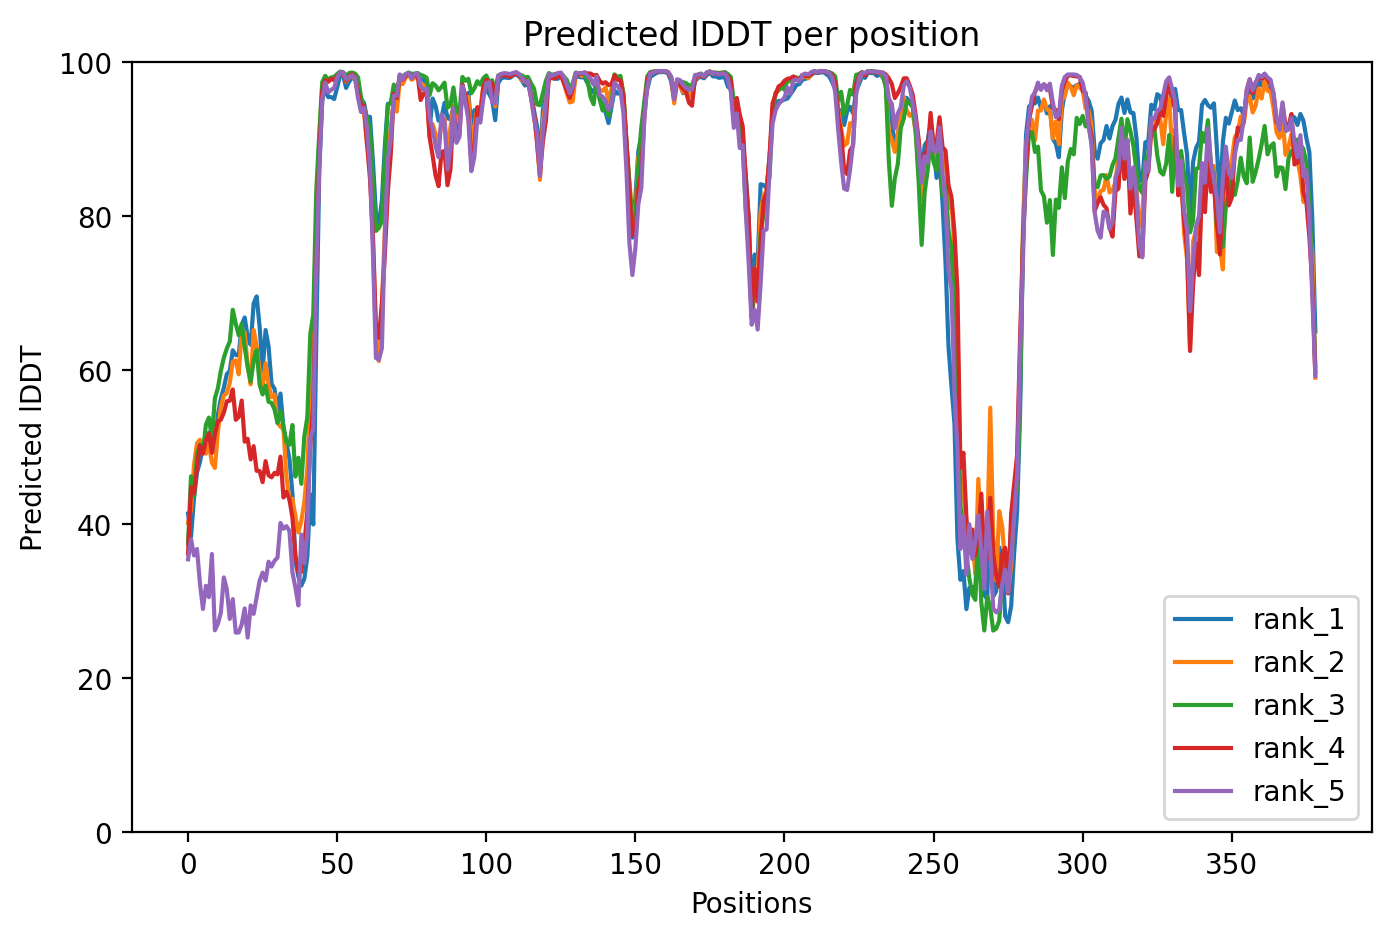 Predicted lDDT per position
Predicted lDDT
100
80
60
40
20
0
0 50 100 150 200 250 300 350
Positions
rank_1
rank_2
rank_3
rank_4
rank_5